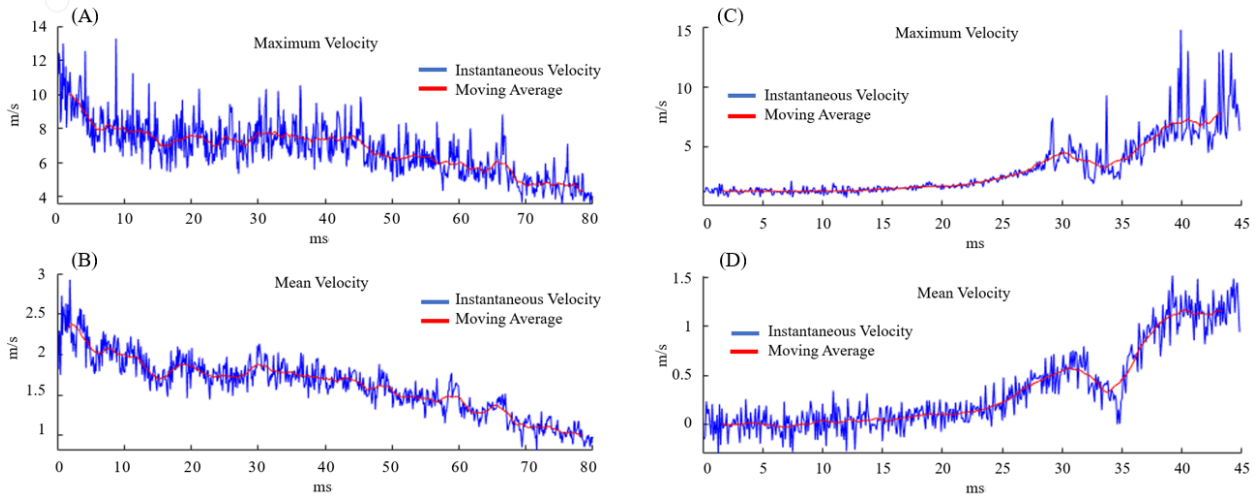 (A)
Maximum Velocity
Instantaneous Velocity
Moving Average
m/s
14
12
10
8
6
4
0 10 20 30 40 50 60 70 80
ms
(B)
Mean Velocity
Instantaneous Velocity
Moving Average
m/s
3
2.5
2
1.5
1
0 10 20 30 40 50 60 70 80
ms
(C)
Maximum Velocity
Instantaneous Velocity
Moving Average
m/s
15
10
5
0 5 10 15 20 25 30 35 40 45
ms
(D)
Mean Velocity
Instantaneous Velocity
Moving Average
m/s
1.5
1
0.5
0
0 5 10 15 20 25 30 35 40 45
ms